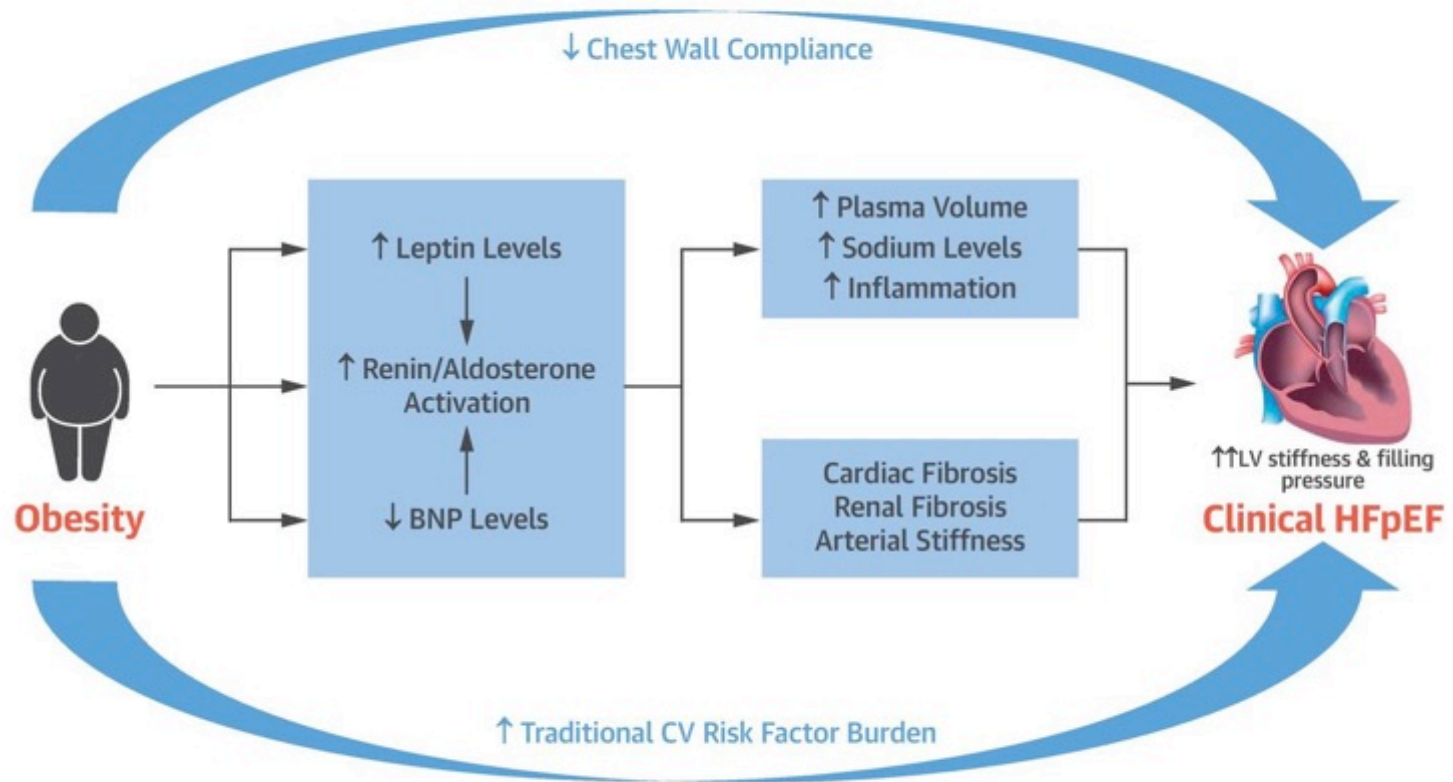 ↓ Chest Wall Compliance
↑ Leptin Levels
↑ Renin/Aldosterone
Activation
↓ BNP Levels
↑ Plasma Volume
↑ Sodium Levels
↑ Inflammation
Cardiac Fibrosis
Renal Fibrosis
Arterial Stiffness
Obesity
↑↑LV stiffness & filling
pressure
Clinical HFpEF
↑ Traditional CV Risk Factor Burden